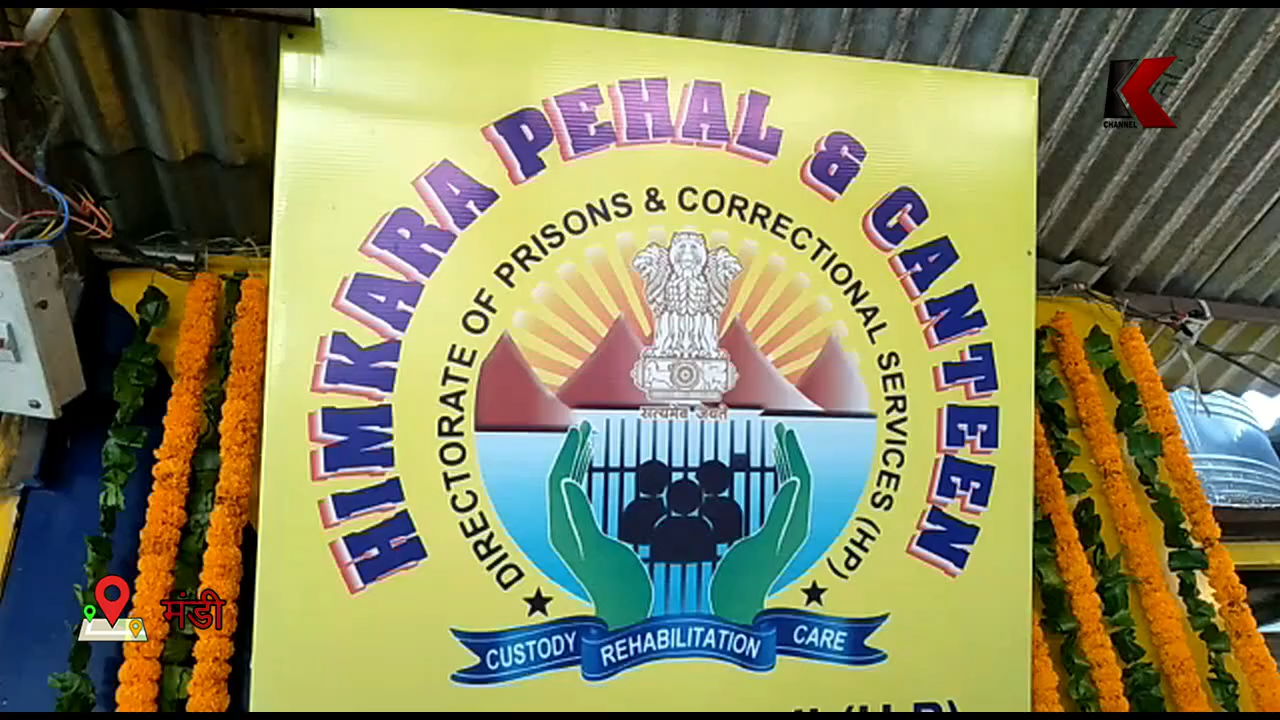 HIMKARA PEHAL & CANTEEN
DIRECTORATE OF PRISONS & CORRECTIONAL SERVICES (HP)
सत्यमेव जयते
CUSTODY REHABILITATION CARE
K
CHANNEL
मंडी